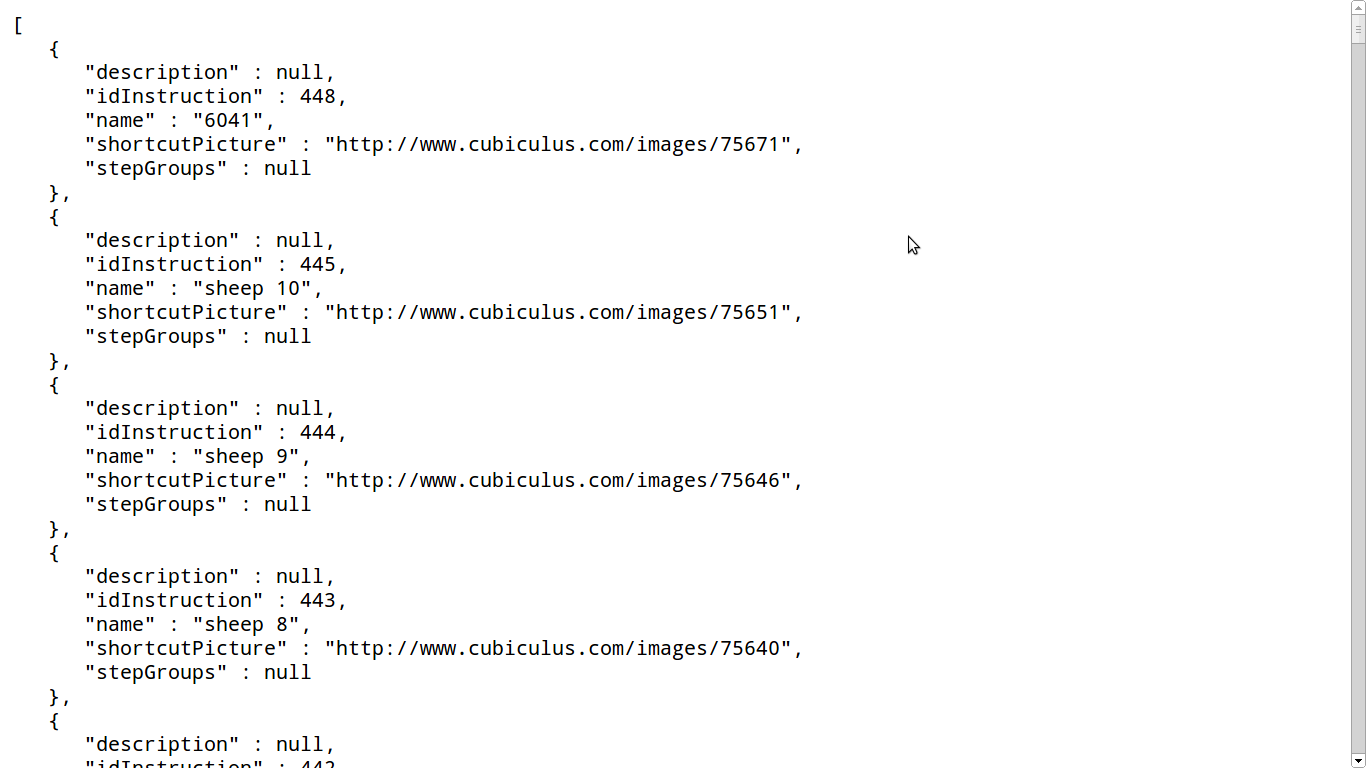 [
   {
      "description" : null,
      "idInstruction" : 448,
      "name" : "6041",
      "shortcutPicture" : "http://www.cubiculus.com/images/75671",
      "stepGroups" : null
   },
   {
      "description" : null,
      "idInstruction" : 445,
      "name" : "sheep 10",
      "shortcutPicture" : "http://www.cubiculus.com/images/75651",
      "stepGroups" : null
   },
   {
      "description" : null,
      "idInstruction" : 444,
      "name" : "sheep 9",
      "shortcutPicture" : "http://www.cubiculus.com/images/75646",
      "stepGroups" : null
   },
   {
      "description" : null,
      "idInstruction" : 443,
      "name" : "sheep 8",
      "shortcutPicture" : "http://www.cubiculus.com/images/75640",
      "stepGroups" : null
   },
   {
      "description" : null,
      "idInstruction" : 442